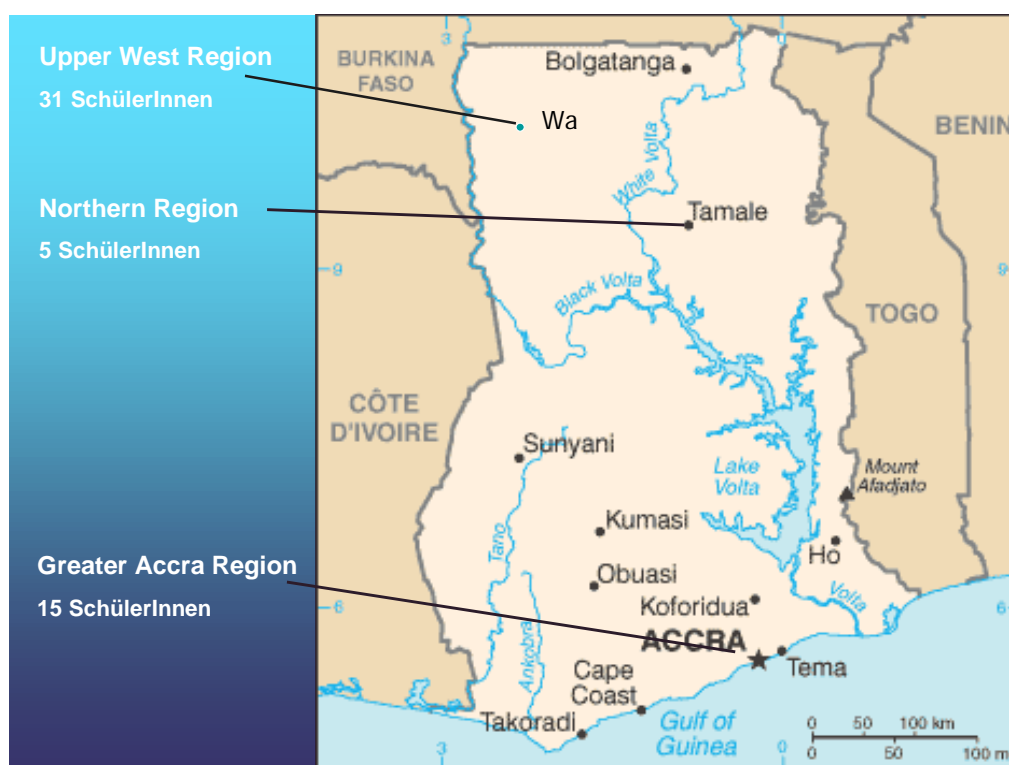 Upper West Region
31 SchülerInnen
Northern Region
5 SchülerInnen
Greater Accra Region
15 SchülerInnen
3
0
BURKINA
FASO
Bolgatanga
BENIN
Wa
White Volta
Tamale
9
9
Black Volta
TOGO
CÔTE
D'IVOIRE
Sunyani
Lake
Volta
Mount
Afadjato
Kumasi
Tano
Ho
Obuasi
Koforidua
Volta
6
6
ACCRA
Ankobra
Tema
Cape
Coast
Takoradi
Gulf of
Guinea
3
0
0 50 100 km
0 50 100 m